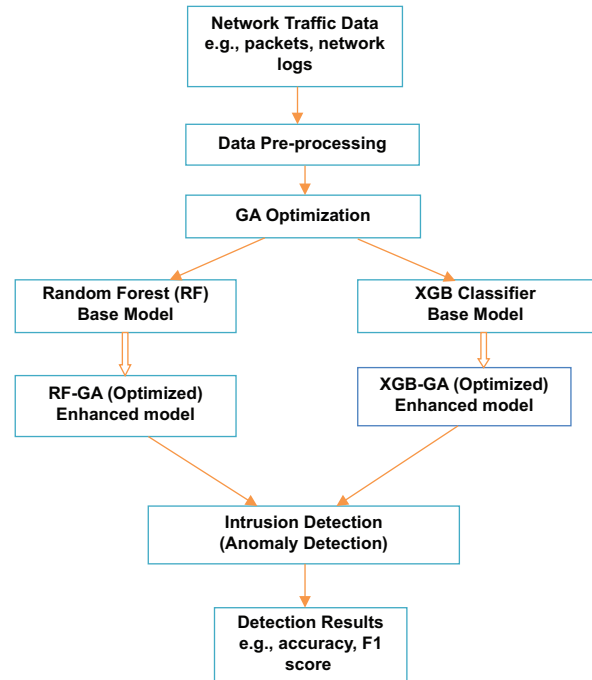 Network Traffic Data
e.g., packets, network
logs
Data Pre-processing
GA Optimization
Random Forest (RF)
Base Model
XGB Classifier
Base Model
RF-GA (Optimized)
Enhanced model
XGB-GA (Optimized)
Enhanced model
Intrusion Detection
(Anomaly Detection)
Detection Results
e.g., accuracy, F1
score